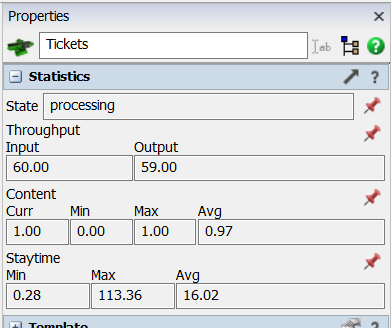 Properties
Tickets
ab
Statistics ?
State processing
Throughput
Input Output
60.00 59.00
Content
Curr Min Max Avg
1.00 0.00 1.00 0.97
Staytime
Min Max Avg
0.28 113.36 16.02
Template ?